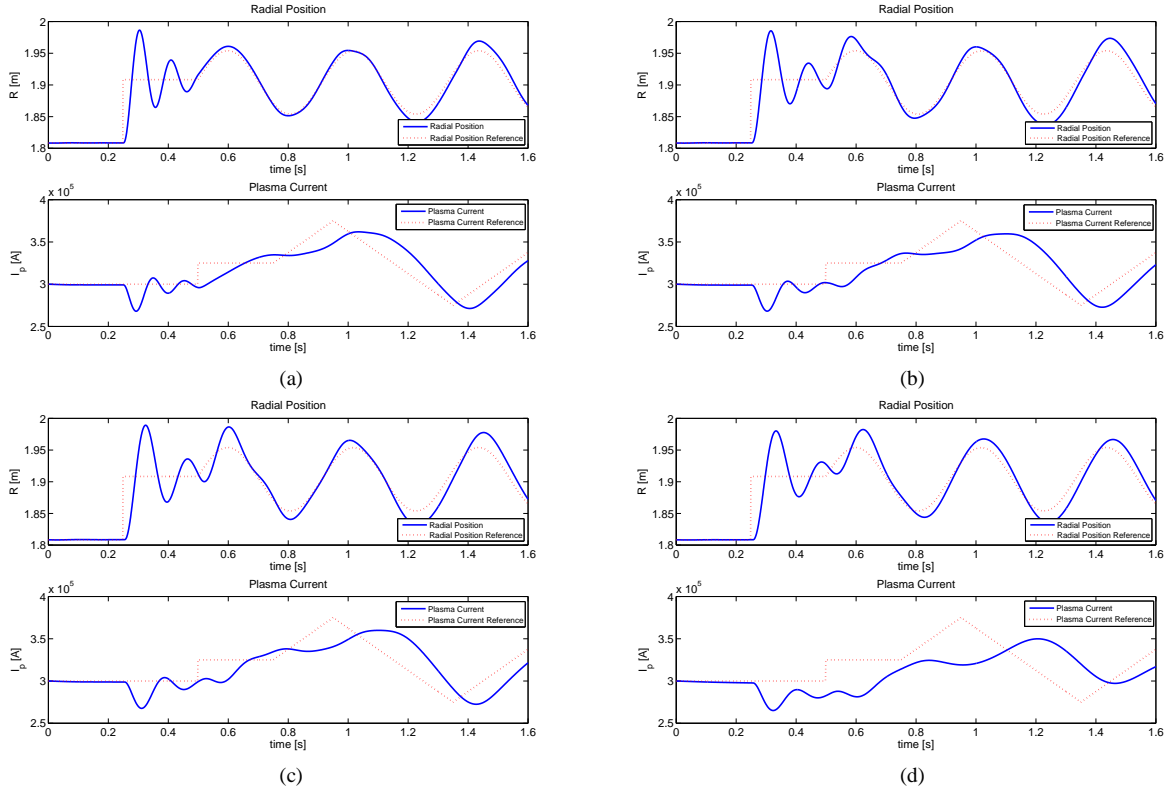 Radial Position
2
1.95
1.9
1.85
1.8
R [m]
0 0.2 0.4 0.6 0.8 1 1.2 1.4 1.6
time [s]
Radial Position
Radial Position Reference
Plasma Current
x 10^5
4
3.5
3
2.5
I_p [A]
0 0.2 0.4 0.6 0.8 1 1.2 1.4 1.6
time [s]
Plasma Current
Plasma Current Reference
(a)
Radial Position
2
1.95
1.9
1.85
1.8
R [m]
0 0.2 0.4 0.6 0.8 1 1.2 1.4 1.6
time [s]
Radial Position
Radial Position Reference
Plasma Current
x 10^5
4
3.5
3
2.5
I_p [A]
0 0.2 0.4 0.6 0.8 1 1.2 1.4 1.6
time [s]
Plasma Current
Plasma Current Reference
(b)
Radial Position
2
1.95
1.9
1.85
1.8
R [m]
0 0.2 0.4 0.6 0.8 1 1.2 1.4 1.6
time [s]
Radial Position
Radial Position Reference
Plasma Current
x 10^5
4
3.5
3
2.5
I_p [A]
0 0.2 0.4 0.6 0.8 1 1.2 1.4 1.6
time [s]
Plasma Current
Plasma Current Reference
(c)
Radial Position
2
1.95
1.9
1.85
1.8
R [m]
0 0.2 0.4 0.6 0.8 1 1.2 1.4 1.6
time [s]
Radial Position
Radial Position Reference
Plasma Current
x 10^5
4
3.5
3
2.5
I_p [A]
0 0.2 0.4 0.6 0.8 1 1.2 1.4 1.6
time [s]
Plasma Current
Plasma Current Reference
(d)